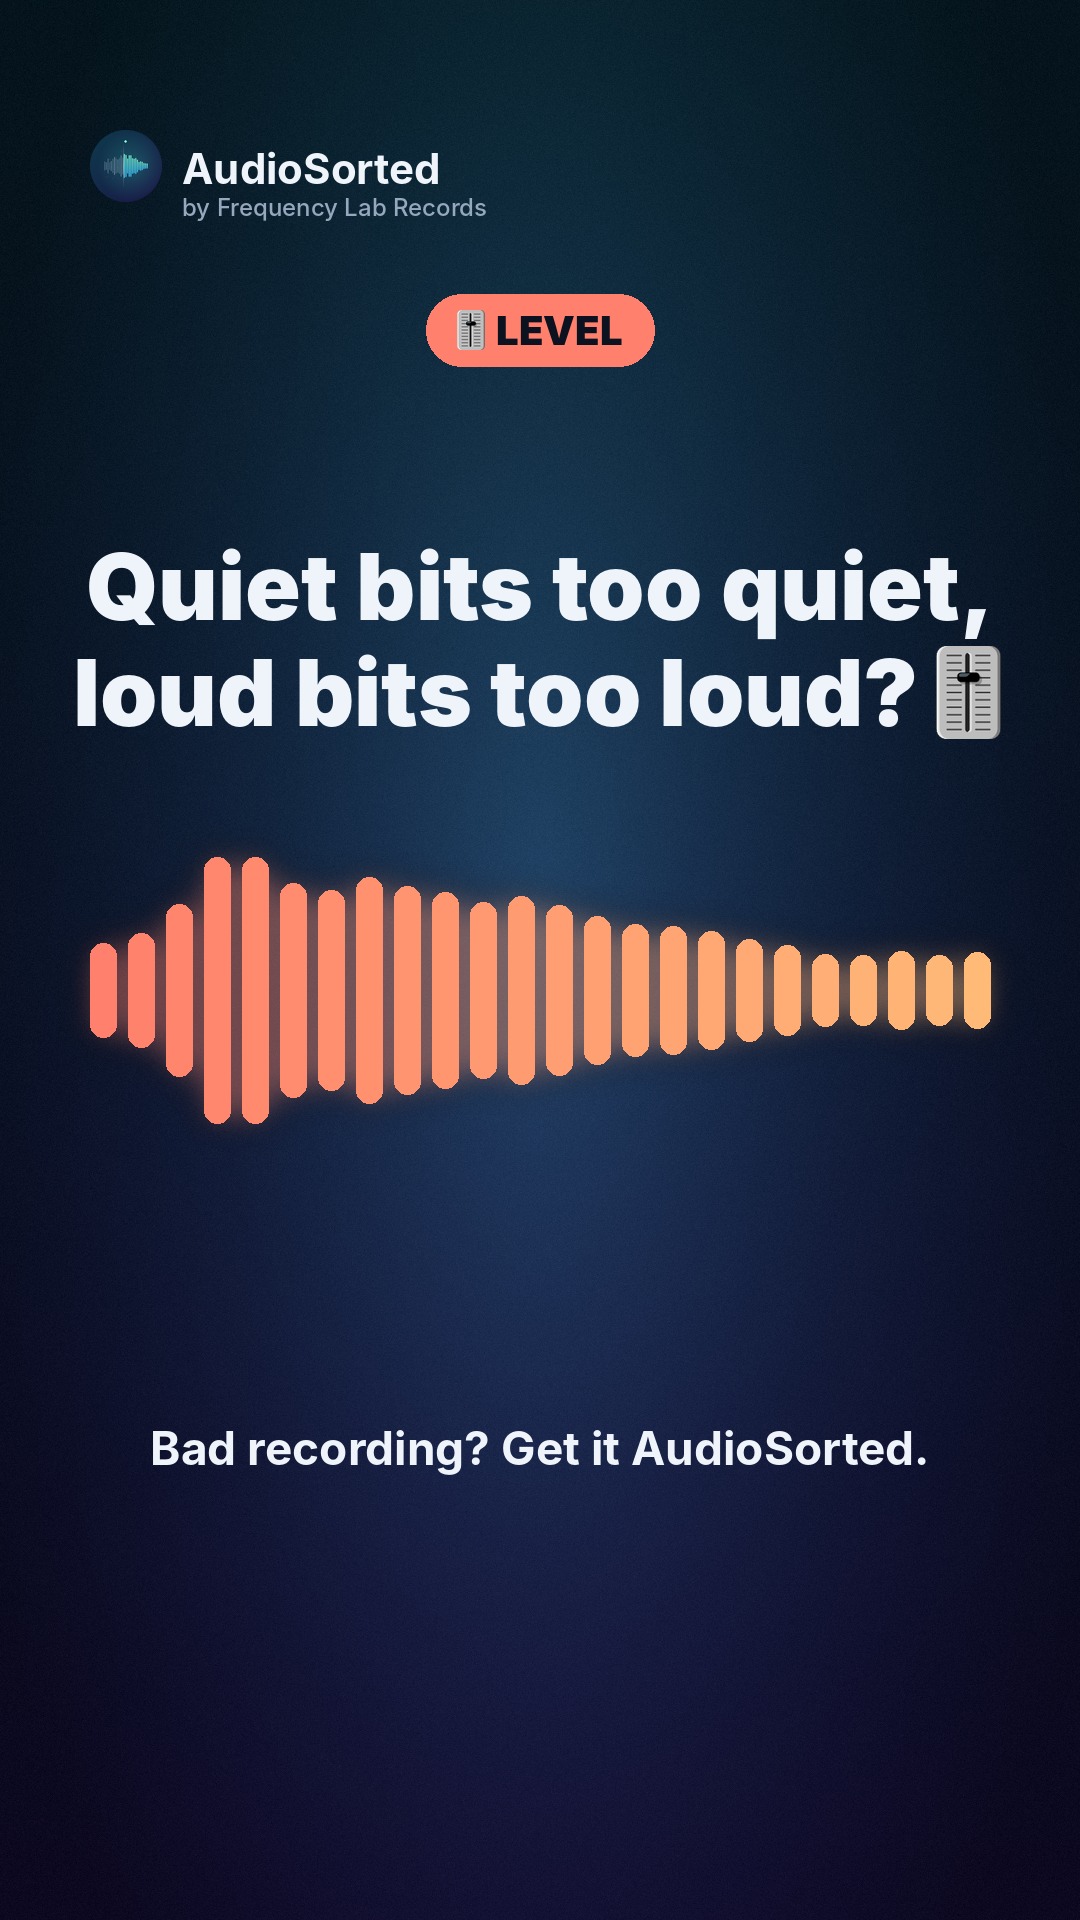 AudioSorted
by Frequency Lab Records
LEVEL
Quiet bits too quiet,
loud bits too loud?
Bad recording? Get it AudioSorted.